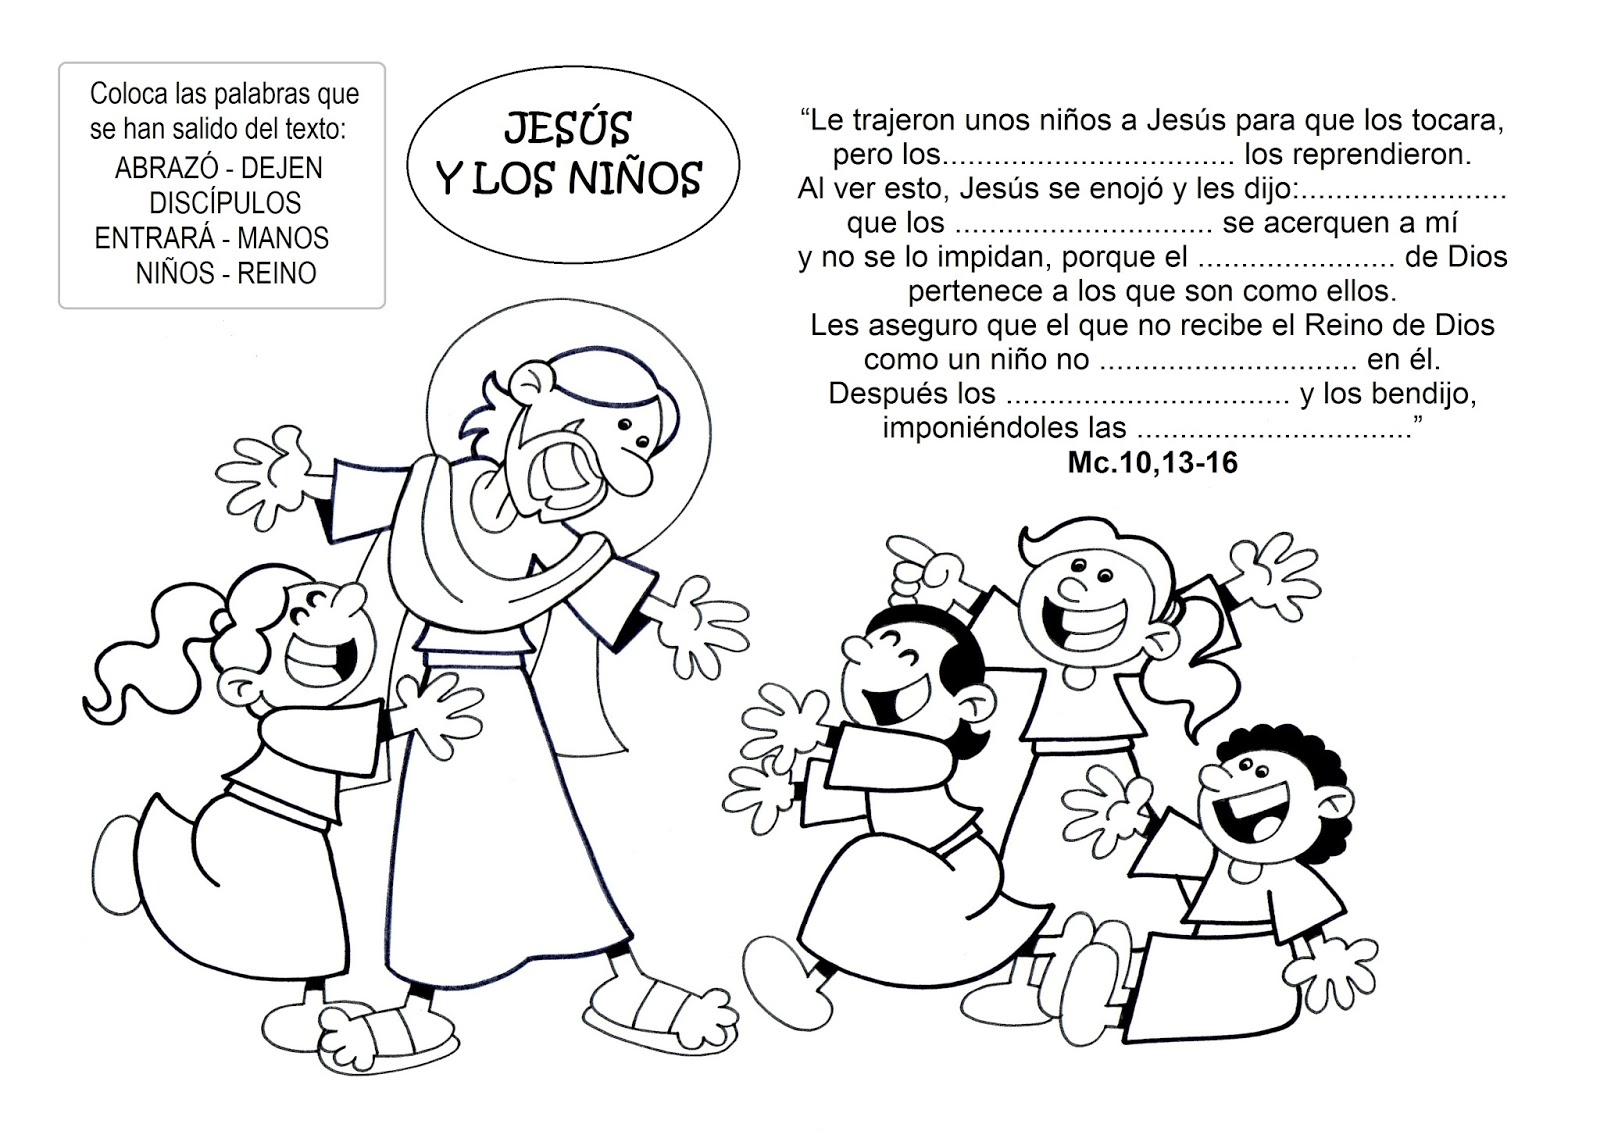 Coloca las palabras que
se han salido del texto:
ABRAZÓ - DEJEN
DISCÍPULOS
ENTRARÁ - MANOS
NIÑOS - REINO
JESÚS
Y LOS NIÑOS
“Le trajeron unos niños a Jesús para que los tocara,
pero los.................................. los reprendieron.
Al ver esto, Jesús se enojó y les dijo:........................
que los .............................. se acerquen a mí
y no se lo impidan, porque el ....................... de Dios
pertenece a los que son como ellos.
Les aseguro que el que no recibe el Reino de Dios
como un niño no .............................. en él.
Después los ................................. y los bendijo,
imponiéndoles las ................................”
Mc.10,13-16